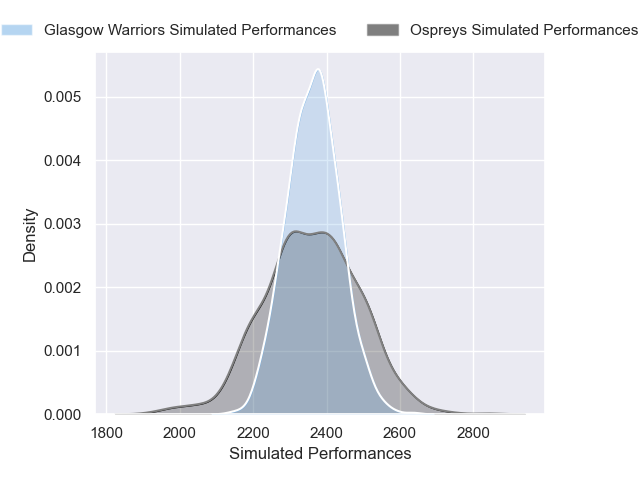 Glasgow Warriors Simulated Performances Ospreys Simulated Performances
0.005
0.004
0.003
0.002
0.001
0.000
Density
1800 2000 2200 2400 2600 2800
Simulated Performances